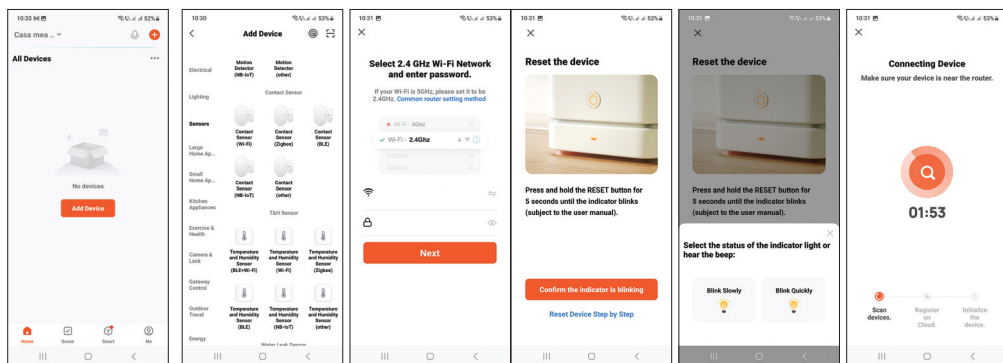 10:33
52%
Casa mea ..
All Devices
No devices
Add Device
Home
Scene
Smart
Me
10:30
53%
Add Device
Electrical
Lighting
Sensors
Large
Home Ap...
Small
Home Ap...
Kitchen
Appliances
Exercise &
Health
Camera &
Lock
Gateway
Control
Outdoor
Travel
Energy
Motion
Detector
(NB-IoT)
Motion
Detector
(other)
Contact Sensor
Contact
Sensor
(Wi-Fi)
Contact
Sensor
(Zigbee)
Contact
Sensor
(BLE)
Contact
Sensor
(NB-IoT)
Contact
Sensor
(other)
T&H Sensor
Temperature
and Humidity
Sensor
(BLE+Wi-Fi)
Temperature
and Humidity
Sensor
(Wi-Fi)
Temperature
and Humidity
Sensor
(Zigbee)
Temperature
and Humidity
Sensor
(BLE)
Temperature
and Humidity
Sensor
(NB-IoT)
Temperature
and Humidity
Sensor
(other)
Water Leak Sensor
10:31
53%
Select 2.4 GHz Wi-Fi Network
and enter password.
If your Wi-Fi is 5GHz, please set it to be
2.4GHz. Common router setting method
Wi-Fi - 5Ghz
Wi-Fi - 2.4Ghz
Next
10:31
53%
Reset the device
Press and hold the RESET button for
5 seconds until the indicator blinks
(subject to the user manual).
Confirm the indicator is blinking
Reset Device Step by Step
10:31
53%
Reset the device
Press and hold the RESET button for
5 seconds until the indicator blinks
(subject to the user manual).
Select the status of the indicator light or
hear the beep:
Blink Slowly
Blink Quickly
10:31
53%
Connecting Device
Make sure your device is near the router.
01:53
Scan
devices.
Register
on
Cloud.
Initialize
the
device.